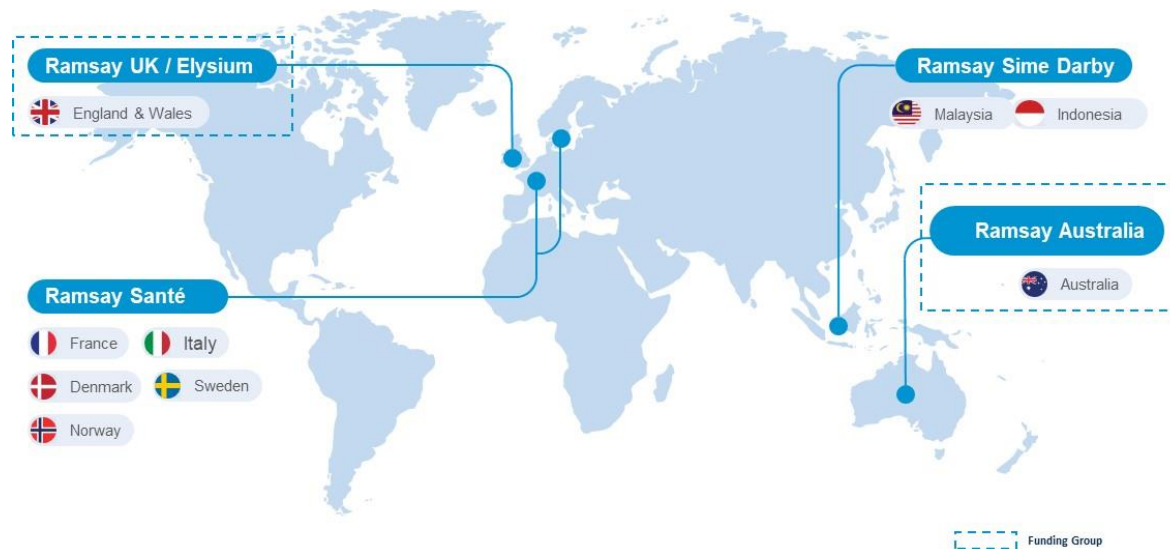 Ramsay UK / Elysium
England & Wales
Ramsay Sime Darby
Malaysia
Indonesia
Ramsay Australia
Australia
Ramsay Santé
France
Italy
Denmark
Sweden
Norway
Funding Group